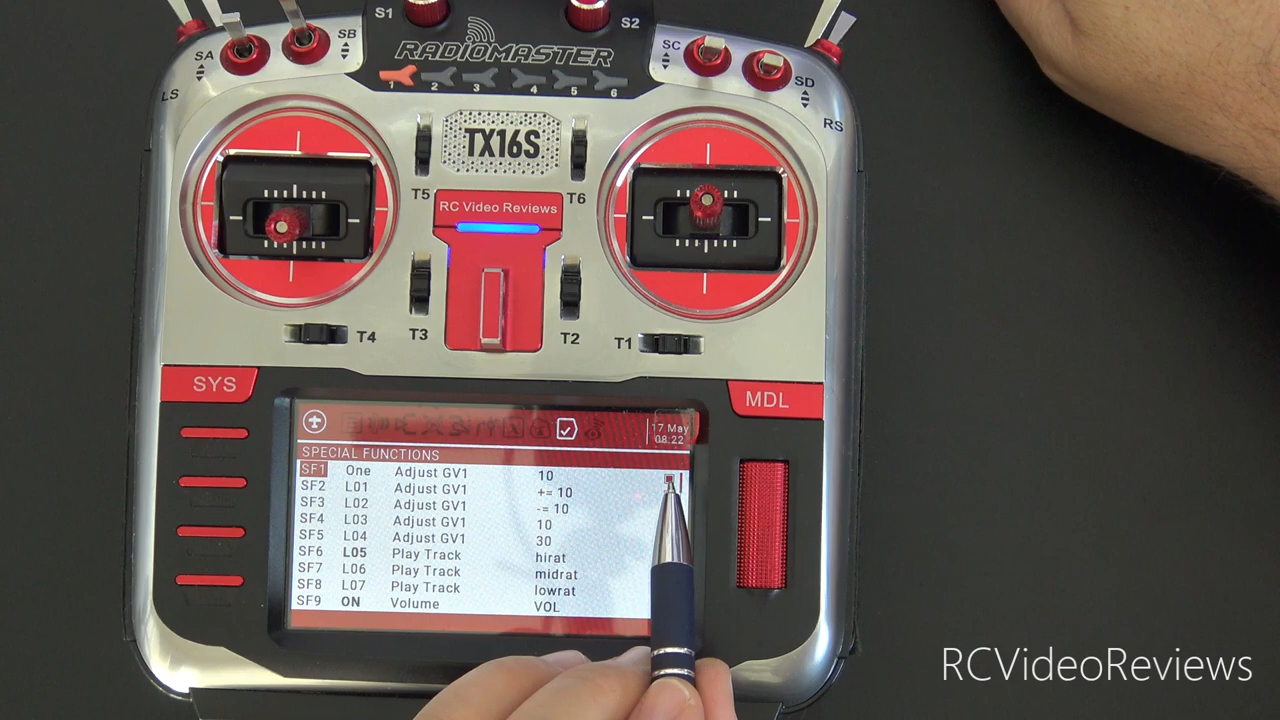 S1
S2
SA
SB
RADIOMASTER
SC
SD
LS
1 2 3 4 5 6
RS
TX16S
T5
T6
RC Video Reviews
T4
T3
T2
T1
SYS
MDL
17 May
08:22
SPECIAL FUNCTIONS
SF1 One Adjust GV1 10
SF2 L01 Adjust GV1 += 10
SF3 L02 Adjust GV1 -= 10
SF4 L03 Adjust GV1 10
SF5 L04 Adjust GV1 30
SF6 L05 Play Track hirat
SF7 L06 Play Track midrat
SF8 L07 Play Track lowrat
SF9 ON Volume VOL
RCVideoReviews